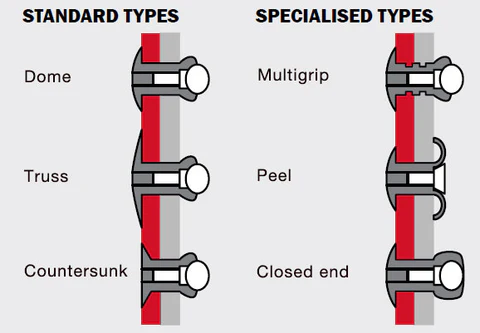 STANDARD TYPES
Dome
Truss
Countersunk
SPECIALISED TYPES
Multigrip
Peel
Closed end